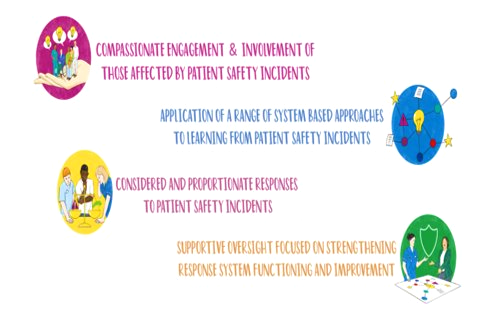 COMPASSIONATE ENGAGEMENT & INVOLVEMENT OF
THOSE AFFECTED BY PATIENT SAFETY INCIDENTS
APPLICATION OF A RANGE OF SYSTEM BASED APPROACHES
TO LEARNING FROM PATIENT SAFETY INCIDENTS
CONSIDERED AND PROPORTIONATE RESPONSES
TO PATIENT SAFETY INCIDENTS
SUPPORTIVE OVERSIGHT FOCUSED ON STRENGTHENING
RESPONSE SYSTEM FUNCTIONING AND IMPROVEMENT